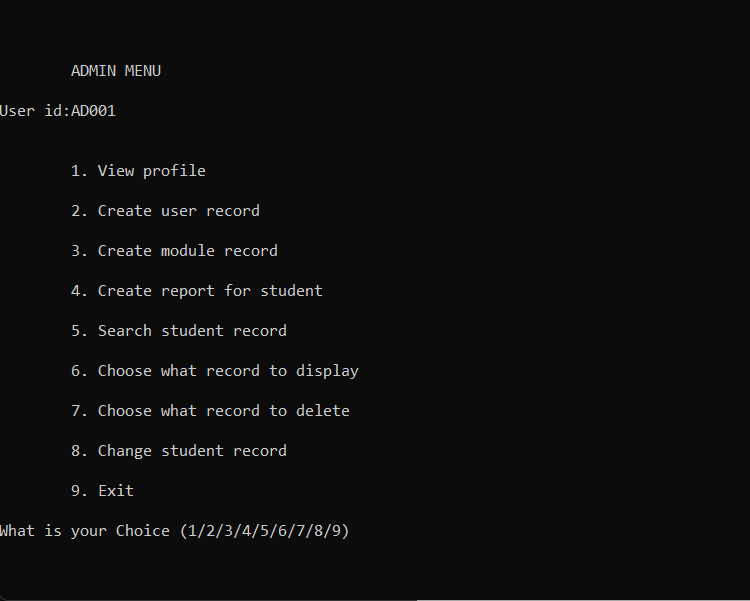 ADMIN MENU
User id:AD001
1. View profile
2. Create user record
3. Create module record
4. Create report for student
5. Search student record
6. Choose what record to display
7. Choose what record to delete
8. Change student record
9. Exit
What is your Choice (1/2/3/4/5/6/7/8/9)